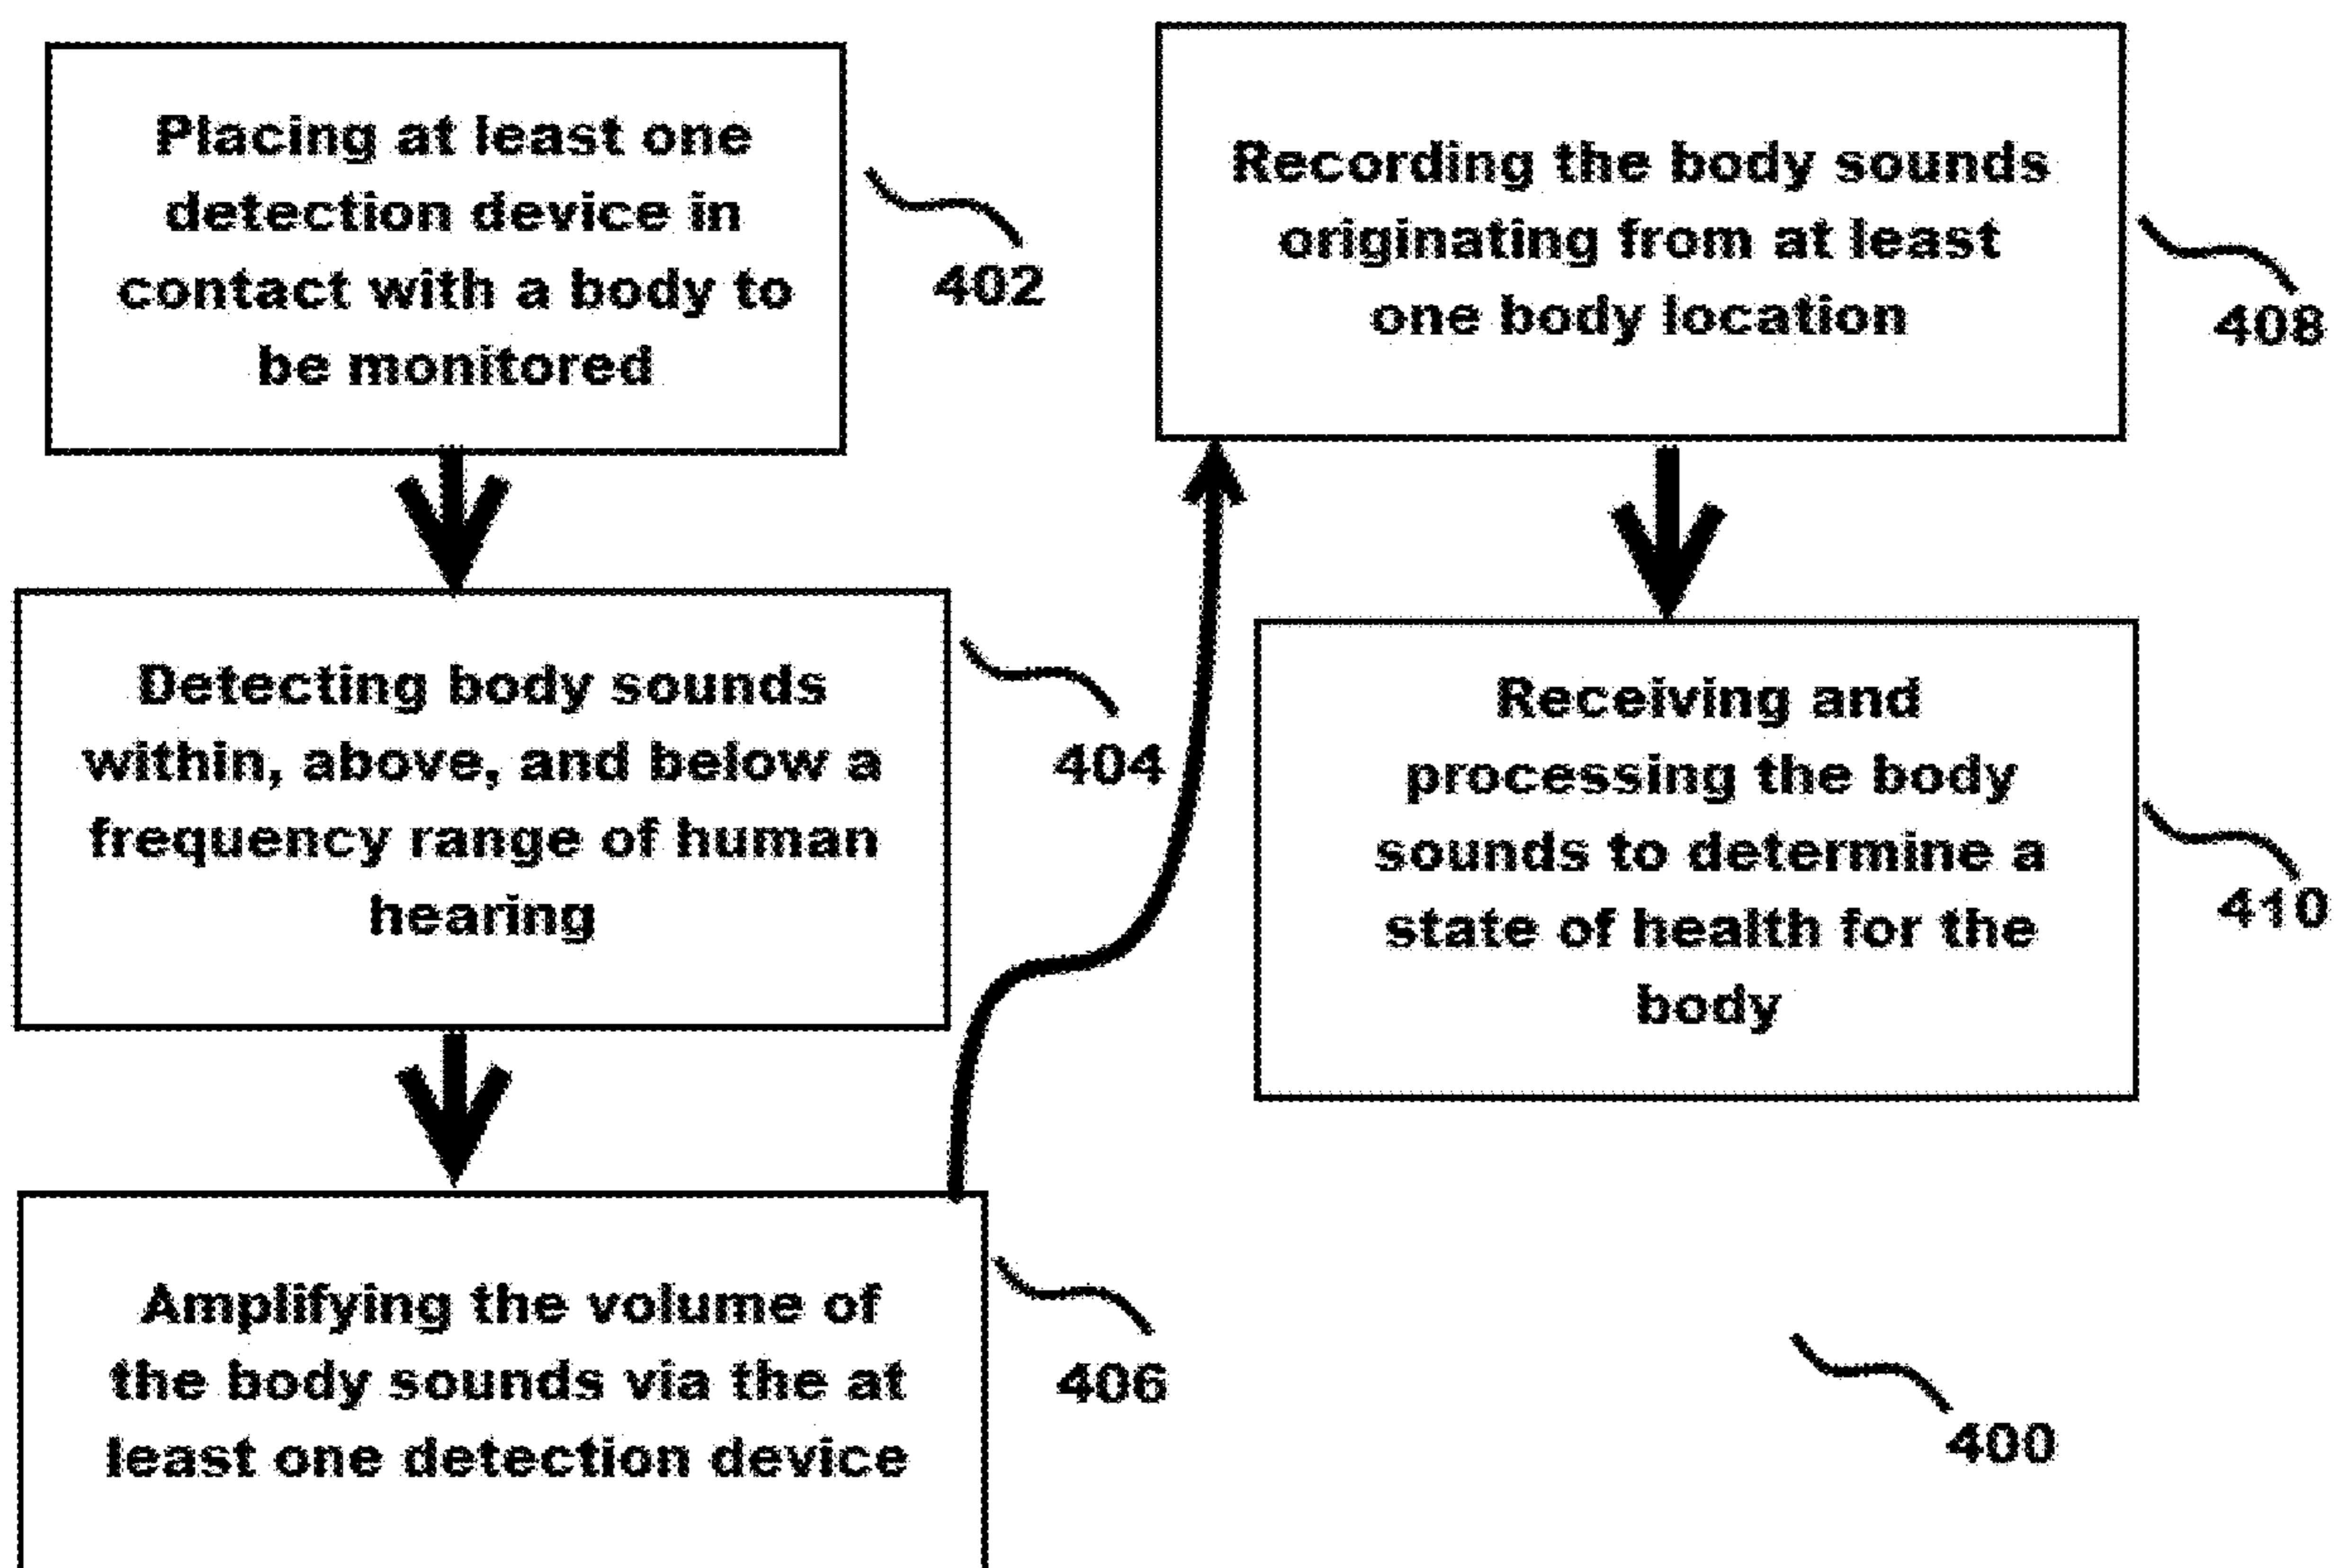 Placing at least one
detection device in
contact with a body to
be monitored
402
Detecting body sounds
within, above, and below a
frequency range of human
hearing
404
Amplifying the volume of
the body sounds via the at
least one detection device
406
Recording the body sounds
originating from at least
one body location
408
Receiving and
processing the body
sounds to determine a
state of health for the
body
410
400